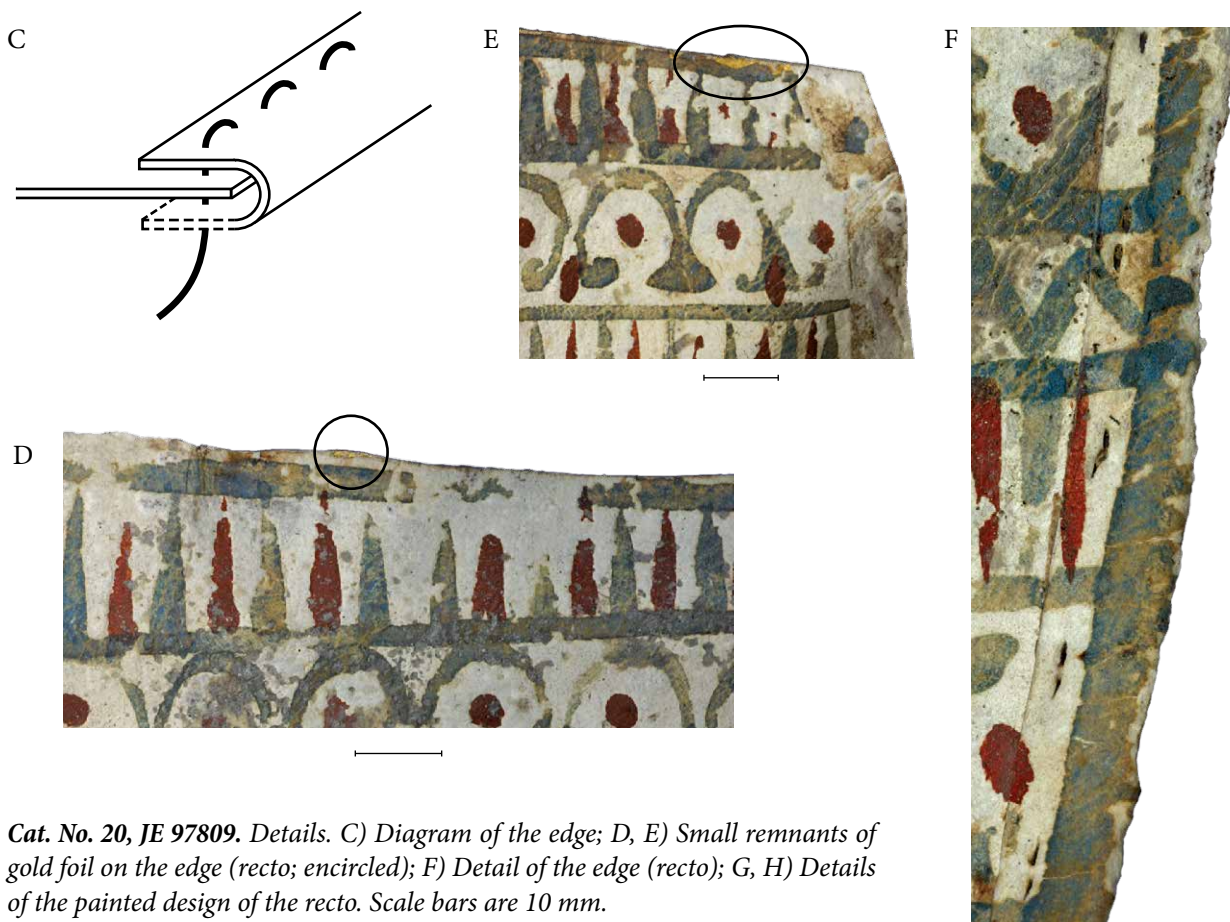 C
E
F
D
Cat. No. 20, JE 97809. Details. C) Diagram of the edge; D, E) Small remnants of
gold foil on the edge (recto; encircled); F) Detail of the edge (recto); G, H) Details
of the painted design of the recto. Scale bars are 10 mm.